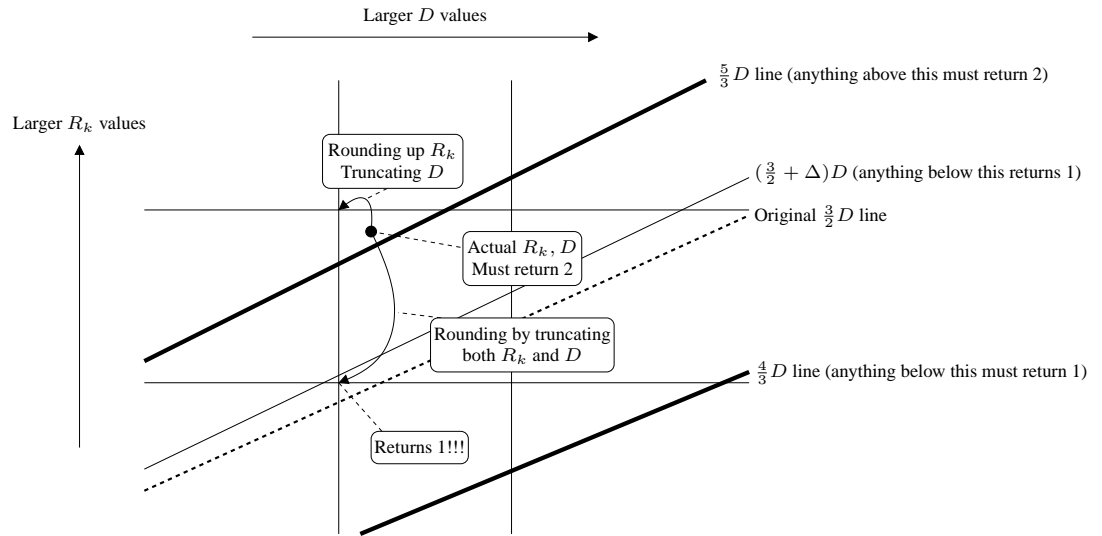 Larger D values
5/3 D line (anything above this must return 2)
Larger R_k values
Rounding up R_k
Truncating D
(3/2 + Δ)D (anything below this returns 1)
Original 3/2 D line
Actual R_k, D
Must return 2
Rounding by truncating
both R_k and D
4/3 D line (anything below this must return 1)
Returns 1!!!